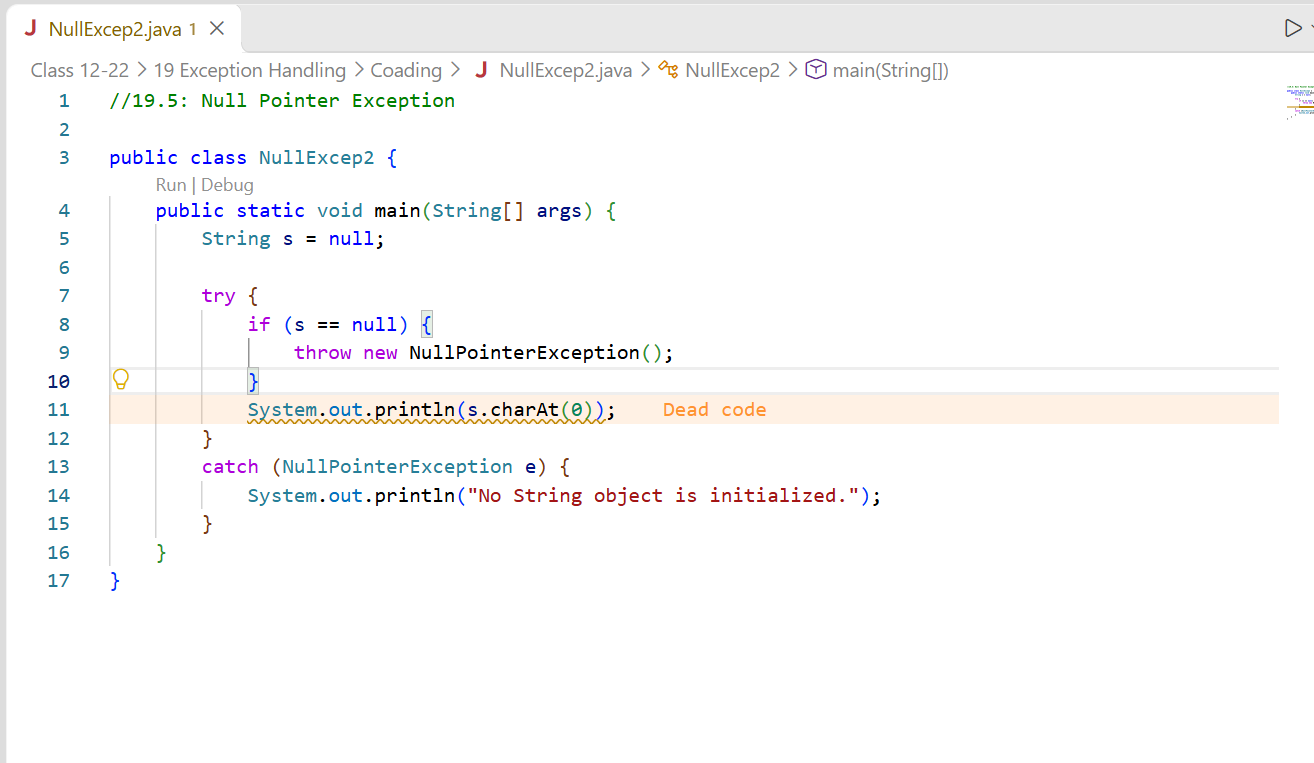 J NullExcep2.java 1
Class 12-22 > 19 Exception Handling > Coading > J NullExcep2.java > NullExcep2 > main(String[])
1 //19.5: Null Pointer Exception
2
3 public class NullExcep2 {
Run | Debug
4     public static void main(String[] args) {
5         String s = null;
6
7         try {
8             if (s == null) {
9                 throw new NullPointerException();
10             }
11             System.out.println(s.charAt(0));    Dead code
12         }
13         catch (NullPointerException e) {
14             System.out.println("No String object is initialized.");
15         }
16     }
17 }